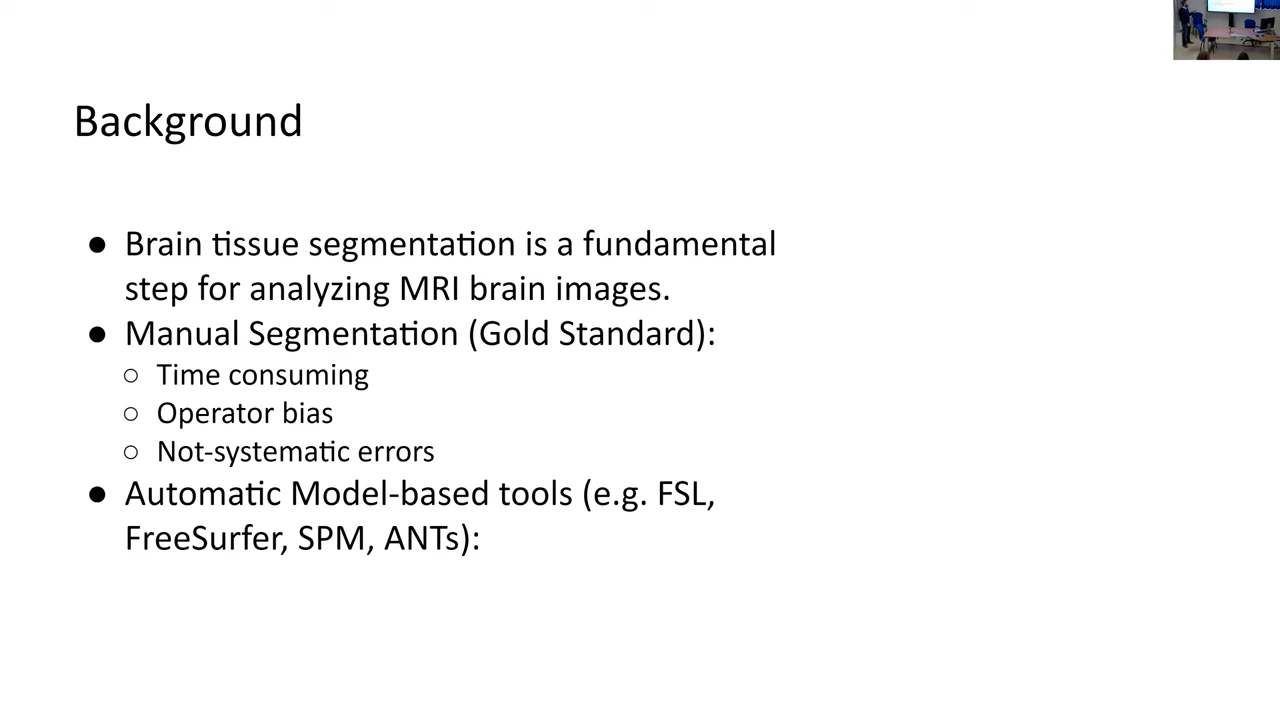 Background
● Brain tissue segmentation is a fundamental
step for analyzing MRI brain images.
● Manual Segmentation (Gold Standard):
○ Time consuming
○ Operator bias
○ Not-systematic errors
● Automatic Model-based tools (e.g. FSL,
FreeSurfer, SPM, ANTs):